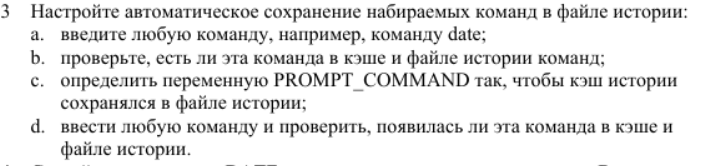 3 Настройте автоматическое сохранение набираемых команд в файле истории:
a. введите любую команду, например, команду date;
b. проверьте, есть ли эта команда в кэше и файле истории команд;
c. определить переменную PROMPT_COMMAND так, чтобы кэш истории
сохранялся в файле истории;
d. ввести любую команду и проверить, появилась ли эта команда в кэше и
файле истории.